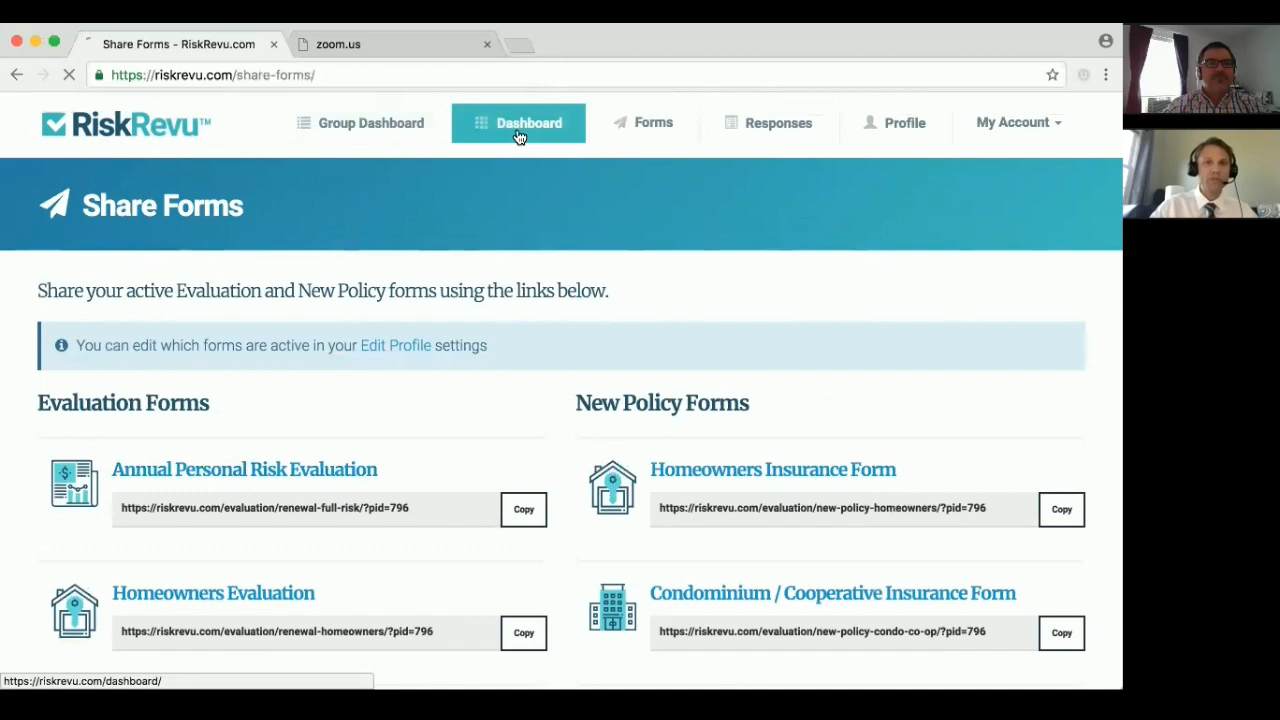 Share Forms - RiskRevu.com
zoom.us
https://riskrevu.com/share-forms/
RiskRevu™
Group Dashboard
Dashboard
Forms
Responses
Profile
My Account
Share Forms
Share your active Evaluation and New Policy forms using the links below.
You can edit which forms are active in your Edit Profile settings
Evaluation Forms
Annual Personal Risk Evaluation
https://riskrevu.com/evaluation/renewal-full-risk/?pid=796
Copy
Homeowners Evaluation
https://riskrevu.com/evaluation/renewal-homeowners/?pid=796
Copy
New Policy Forms
Homeowners Insurance Form
https://riskrevu.com/evaluation/new-policy-homeowners/?pid=796
Copy
Condominium / Cooperative Insurance Form
https://riskrevu.com/evaluation/new-policy-condo-co-op/?pid=796
Copy
https://riskrevu.com/dashboard/